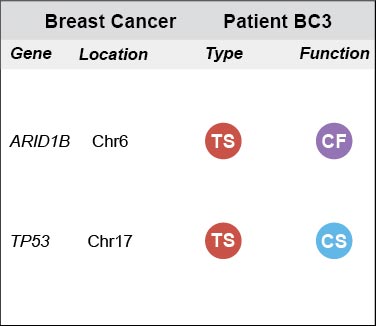 Breast Cancer Patient BC3
Gene Location Type Function
ARID1B Chr6 TS CF
TP53 Chr17 TS CS